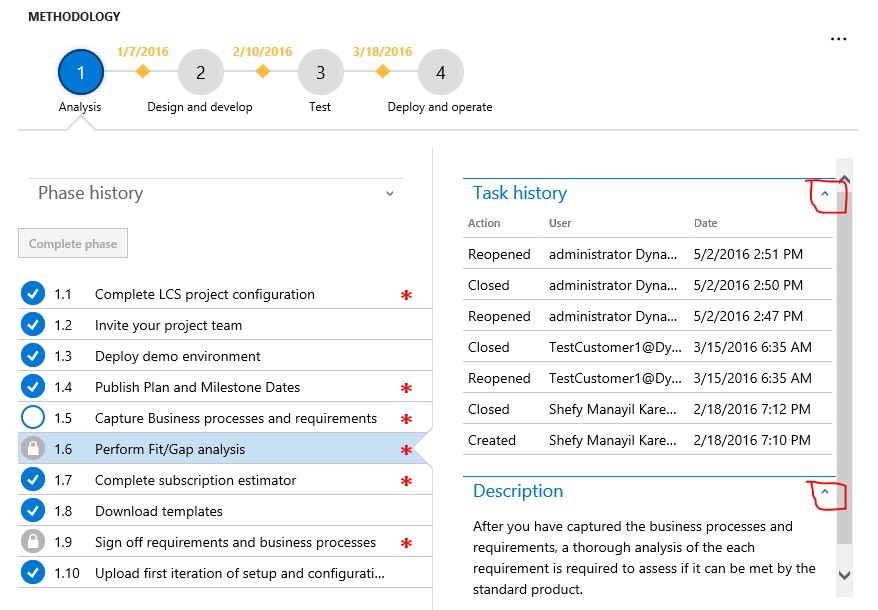 METHODOLOGY
...
1/7/2016 2/10/2016 3/18/2016
1 2 3 4
Analysis Design and develop Test Deploy and operate
Phase history
Complete phase
1.1 Complete LCS project configuration *
1.2 Invite your project team
1.3 Deploy demo environment
1.4 Publish Plan and Milestone Dates *
1.5 Capture Business processes and requirements *
1.6 Perform Fit/Gap analysis *
1.7 Complete subscription estimator *
1.8 Download templates
1.9 Sign off requirements and business processes *
1.10 Upload first iteration of setup and configurati...
Task history
Action User Date
Reopened administrator Dyna... 5/2/2016 2:51 PM
Closed administrator Dyna... 5/2/2016 2:50 PM
Reopened administrator Dyna... 5/2/2016 2:47 PM
Closed TestCustomer1@Dy... 3/15/2016 6:35 AM
Reopened TestCustomer1@Dy... 3/15/2016 6:35 AM
Closed Shefy Manayil Kare... 2/18/2016 7:12 PM
Created Shefy Manayil Kare... 2/18/2016 7:10 PM
Description
After you have captured the business processes and
requirements, a thorough analysis of the each
requirement is required to assess if it can be met by the
standard product.